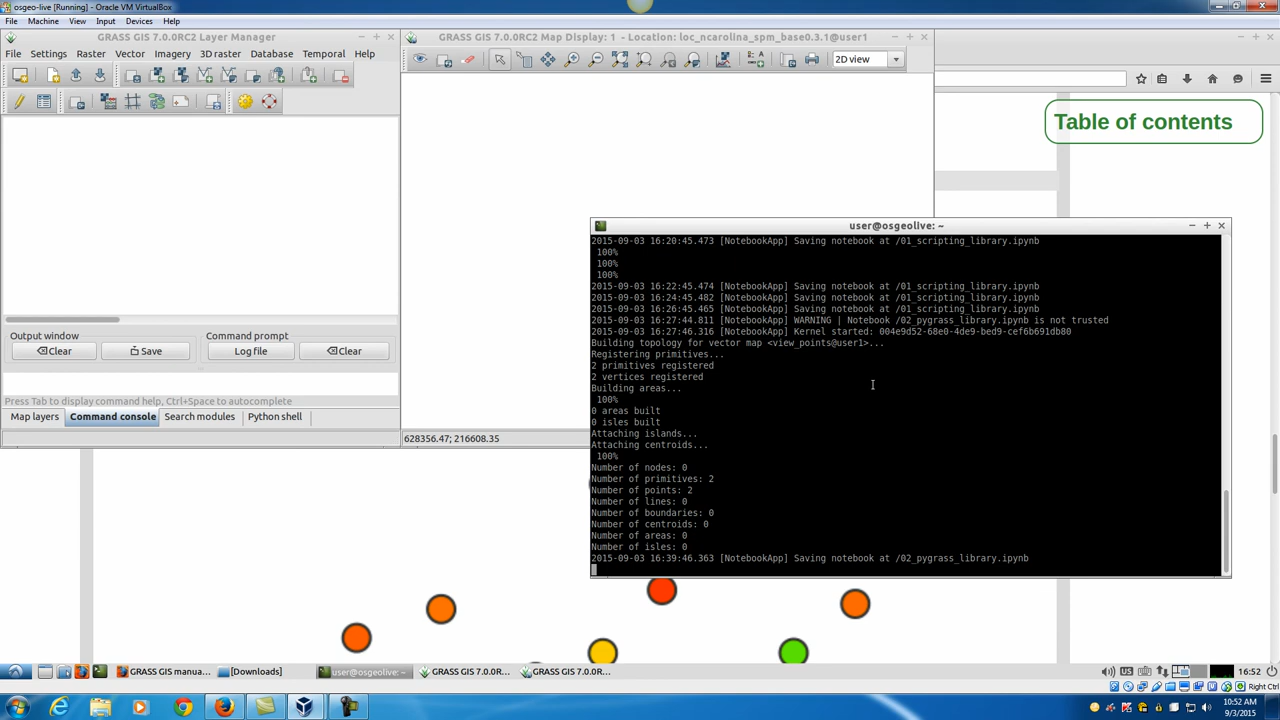 osgeo-live [Running] - Oracle VM VirtualBox
File Machine View Input Devices Help
GRASS GIS 7.0.0RC2 Layer Manager
File Settings Raster Vector Imagery 3D raster Database Temporal Help
GRASS GIS 7.0.0RC2 Map Display: 1 - Location: loc_ncarolina_spm_base0.3.1@user1
2D view
Table of contents
Output window
Command prompt
Clear
Save
Log file
Clear
Press Tab to display command help, Ctrl+Space to autocomplete
Map layers Command console Search modules Python shell
628356.47; 216608.35
user@osgeolive: ~
2015-09-03 16:20:45.473 [NotebookApp] Saving notebook at /01_scripting_library.ipynb
100%
100%
100%
2015-09-03 16:22:45.474 [NotebookApp] Saving notebook at /01_scripting_library.ipynb
2015-09-03 16:24:45.482 [NotebookApp] Saving notebook at /01_scripting_library.ipynb
2015-09-03 16:26:45.465 [NotebookApp] Saving notebook at /01_scripting_library.ipynb
2015-09-03 16:27:44.811 [NotebookApp] WARNING | Notebook /02_pygrass_library.ipynb is not trusted
2015-09-03 16:27:46.316 [NotebookApp] Kernel started: 004e9d52-68e0-4de9-bed9-cef6b691db80
Building topology for vector map <view_points@user1>...
Registering primitives...
2 primitives registered
2 vertices registered
Building areas...
100%
0 areas built
0 isles built
Attaching islands...
Attaching centroids...
100%
Number of nodes: 0
Number of primitives: 2
Number of points: 2
Number of lines: 0
Number of boundaries: 0
Number of centroids: 0
Number of areas: 0
Number of isles: 0
2015-09-03 16:39:46.363 [NotebookApp] Saving notebook at /02_pygrass_library.ipynb
GRASS GIS manua...
[Downloads]
user@osgeolive: ~
GRASS GIS 7.0.0R...
GRASS GIS 7.0.0R...
US
16:52
Right Ctrl
10:52 AM
9/3/2015